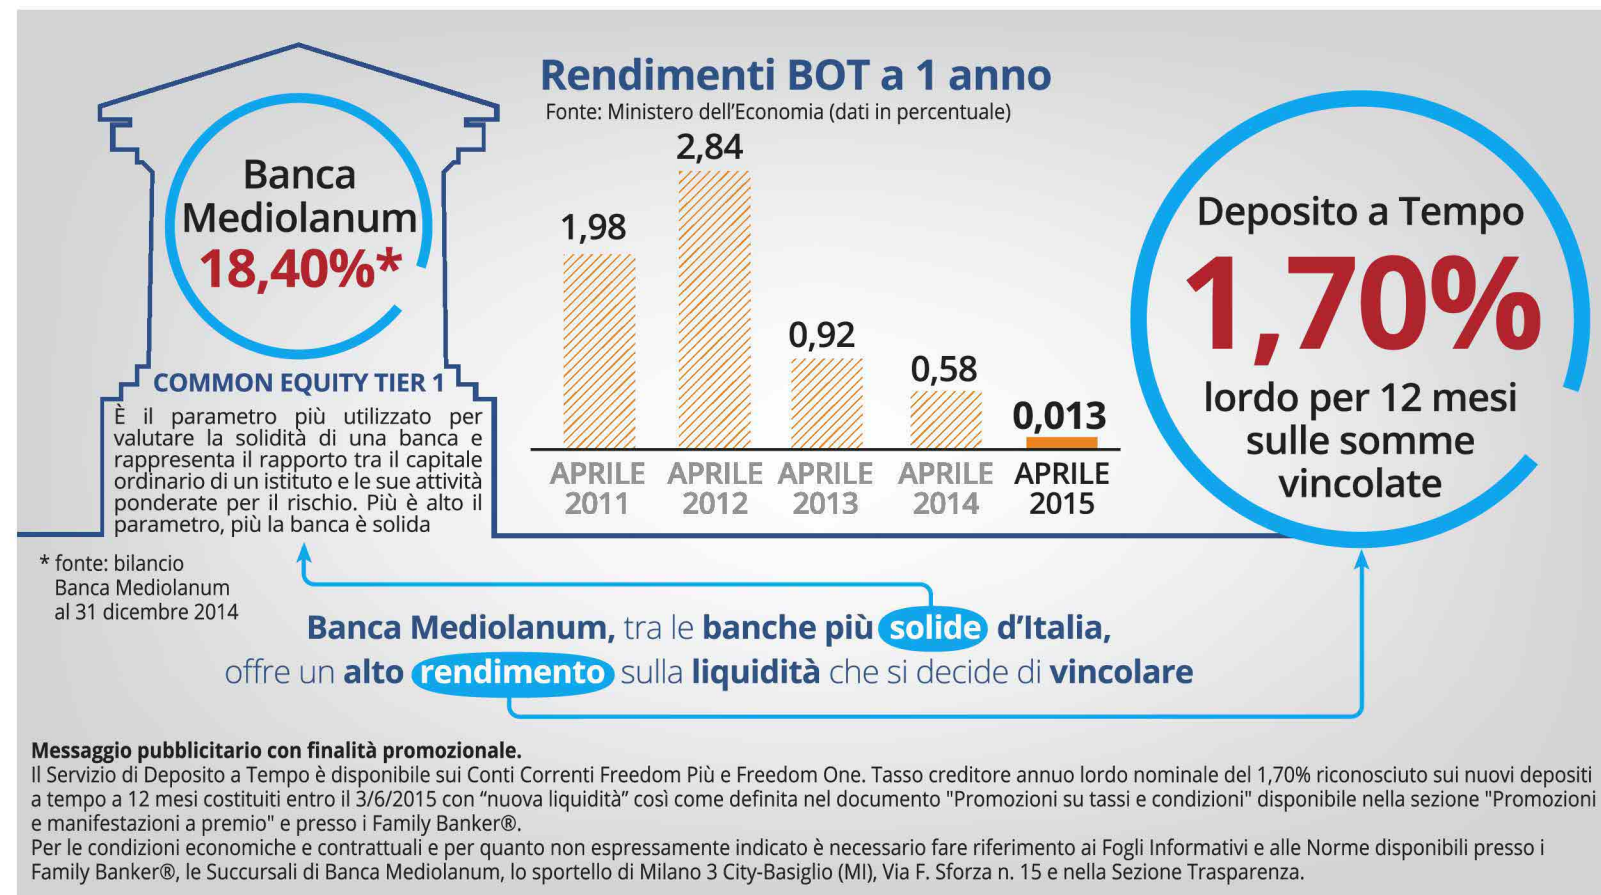 Banca
Mediolanum
18,40%*
COMMON EQUITY TIER 1
È il parametro più utilizzato per
valutare la solidità di una banca e
rappresenta il rapporto tra il capitale
ordinario di un istituto e le sue attività
ponderate per il rischio. Più è alto il
parametro, più la banca è solida
* fonte: bilancio
Banca Mediolanum
al 31 dicembre 2014
Rendimenti BOT a 1 anno
Fonte: Ministero dell'Economia (dati in percentuale)
1,98
2,84
0,92
0,58
0,013
APRILE 2011
APRILE 2012
APRILE 2013
APRILE 2014
APRILE 2015
Deposito a Tempo
1,70%
lordo per 12 mesi
sulle somme
vincolate
Banca Mediolanum, tra le banche più solide d'Italia,
offre un alto rendimento sulla liquidità che si decide di vincolare
Messaggio pubblicitario con finalità promozionale.
Il Servizio di Deposito a Tempo è disponibile sui Conti Correnti Freedom Più e Freedom One. Tasso creditore annuo lordo nominale del 1,70% riconosciuto sui nuovi depositi
a tempo a 12 mesi costituiti entro il 3/6/2015 con “nuova liquidità” così come definita nel documento "Promozioni su tassi e condizioni" disponibile nella sezione "Promozioni
e manifestazioni a premio" e presso i Family Banker®.
Per le condizioni economiche e contrattuali e per quanto non espressamente indicato è necessario fare riferimento ai Fogli Informativi e alle Norme disponibili presso i
Family Banker®, le Succursali di Banca Mediolanum, lo sportello di Milano 3 City-Basiglio (MI), Via F. Sforza n. 15 e nella Sezione Trasparenza.